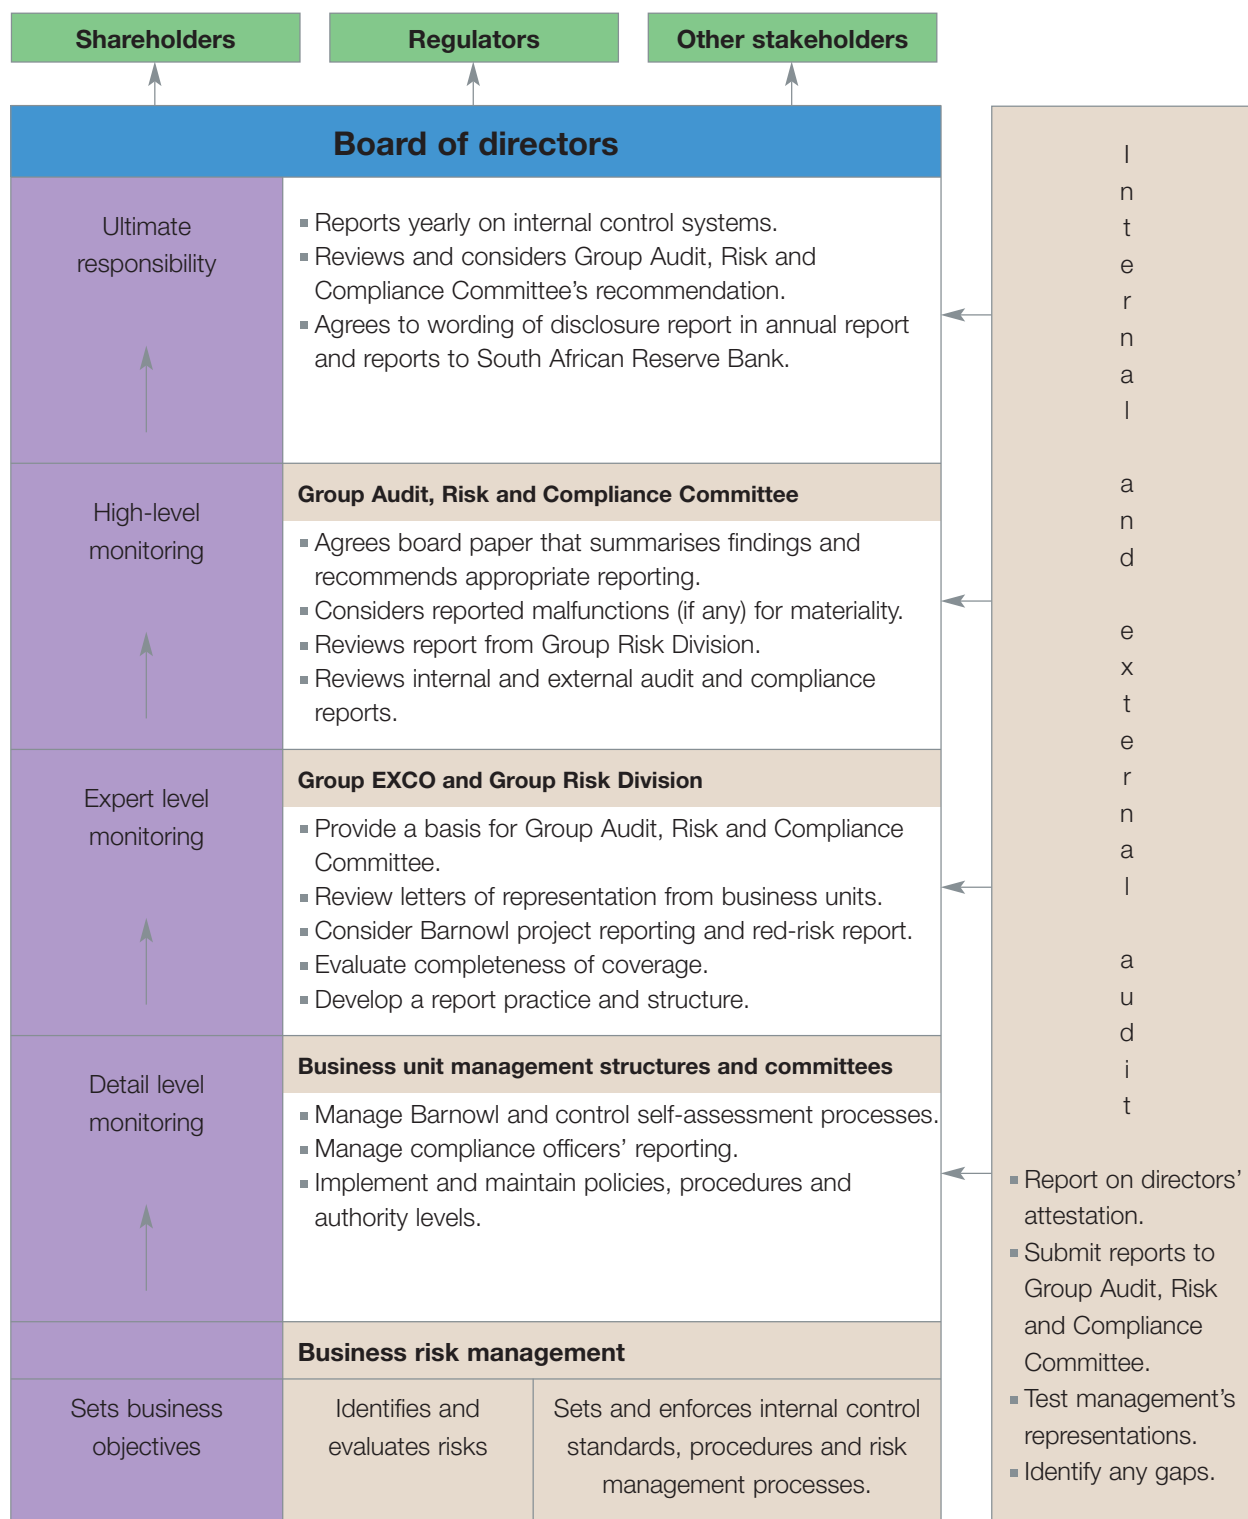 Shareholders
Regulators
Other stakeholders
Board of directors
Ultimate
responsibility
Reports yearly on internal control systems.
Reviews and considers Group Audit, Risk and
Compliance Committee’s recommendation.
Agrees to wording of disclosure report in annual report
and reports to South African Reserve Bank.
High-level
monitoring
Group Audit, Risk and Compliance Committee
Agrees board paper that summarises findings and
recommends appropriate reporting.
Considers reported malfunctions (if any) for materiality.
Reviews report from Group Risk Division.
Reviews internal and external audit and compliance
reports.
Expert level
monitoring
Group EXCO and Group Risk Division
Provide a basis for Group Audit, Risk and Compliance
Committee.
Review letters of representation from business units.
Consider Barnowl project reporting and red-risk report.
Evaluate completeness of coverage.
Develop a report practice and structure.
Detail level
monitoring
Business unit management structures and committees
Manage Barnowl and control self-assessment processes.
Manage compliance officers’ reporting.
Implement and maintain policies, procedures and
authority levels.
Business risk management
Sets business
objectives
Identifies and
evaluates risks
Sets and enforces internal control
standards, procedures and risk
management processes.
Internal and external audit
Report on directors’
attestation.
Submit reports to
Group Audit, Risk
and Compliance
Committee.
Test management’s
representations.
Identify any gaps.